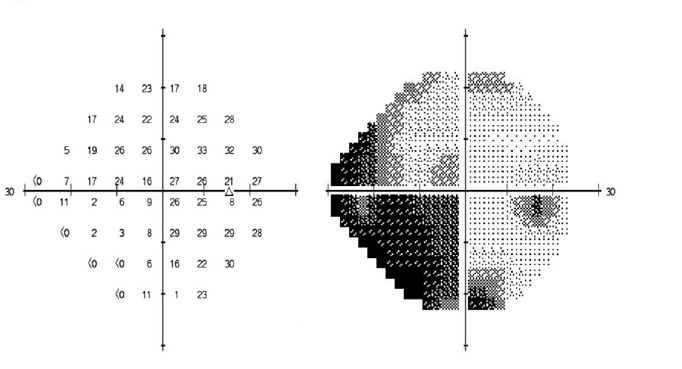 14 23 17 18
17 24 22 24 25 28
5 19 26 26 30 33 32 30
<0 7 17 24 16 27 26 21 27
30 30
<0 11 2 6 9 26 25 8 26
<0 2 3 8 29 29 29 28
<0 <0 6 16 22 30
<0 11 1 23